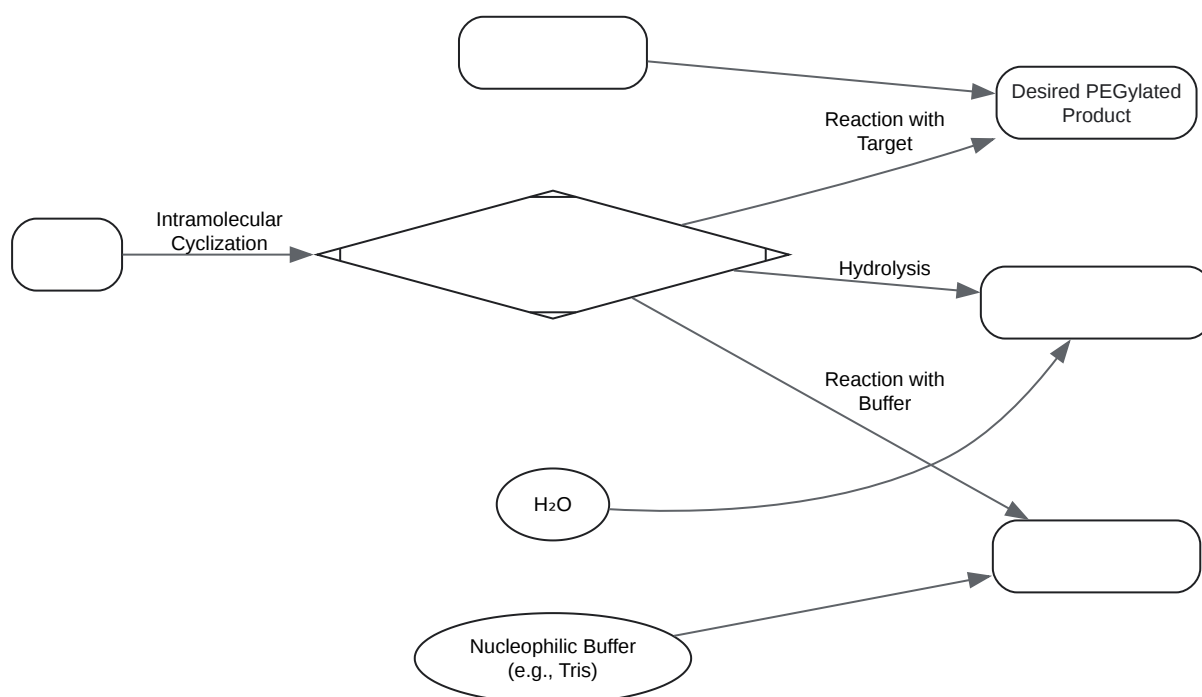 Desired PEGylated
Product
Reaction with
Target
Intramolecular
Cyclization
Hydrolysis
Reaction with
Buffer
H₂O
Nucleophilic Buffer
(e.g., Tris)